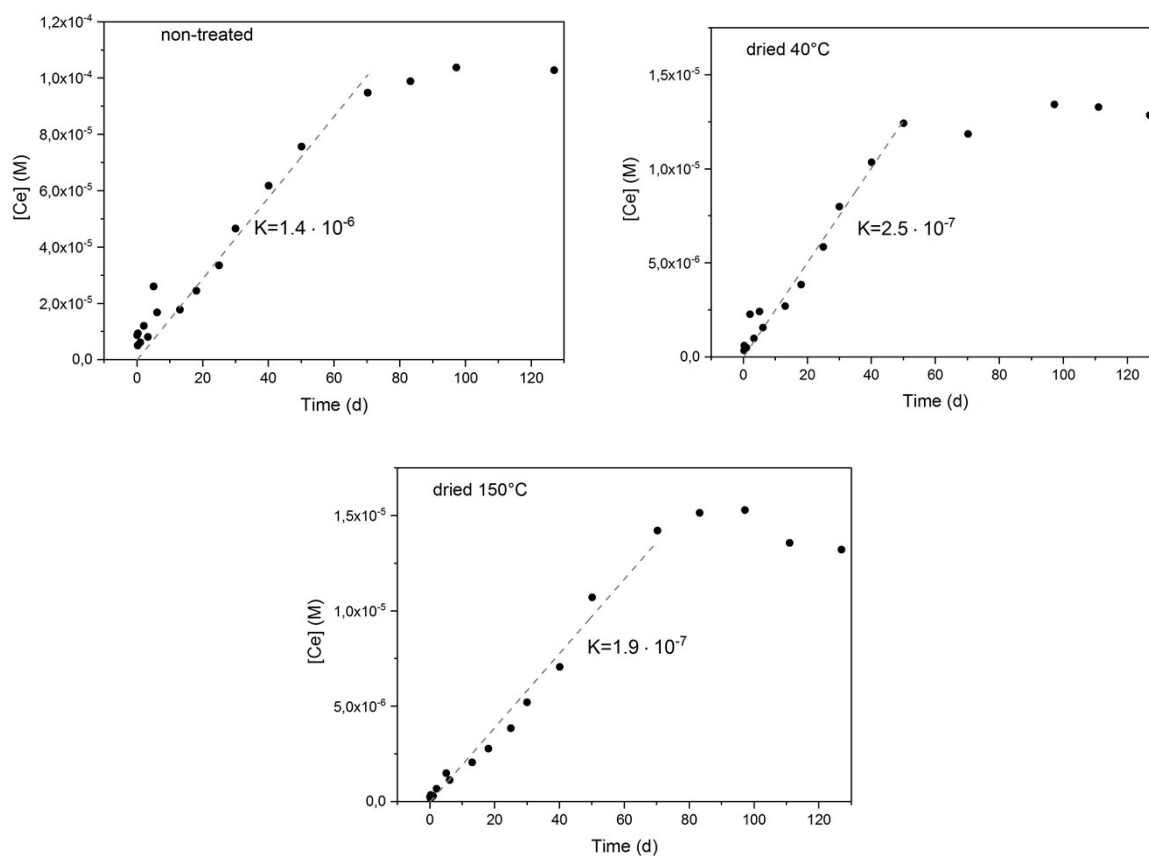 non-treated
1,2x10⁻⁴
1,0x10⁻⁴
8,0x10⁻⁵
6,0x10⁻⁵
4,0x10⁻⁵
2,0x10⁻⁵
0,0
[Ce] (M)
K=1.4 · 10⁻⁶
0 20 40 60 80 100 120
Time (d)
dried 40°C
1,5x10⁻⁵
1,0x10⁻⁵
5,0x10⁻⁶
0,0
[Ce] (M)
K=2.5 · 10⁻⁷
0 20 40 60 80 100 120
Time (d)
dried 150°C
1,5x10⁻⁵
1,0x10⁻⁵
5,0x10⁻⁶
0,0
[Ce] (M)
K=1.9 · 10⁻⁷
0 20 40 60 80 100 120
Time (d)